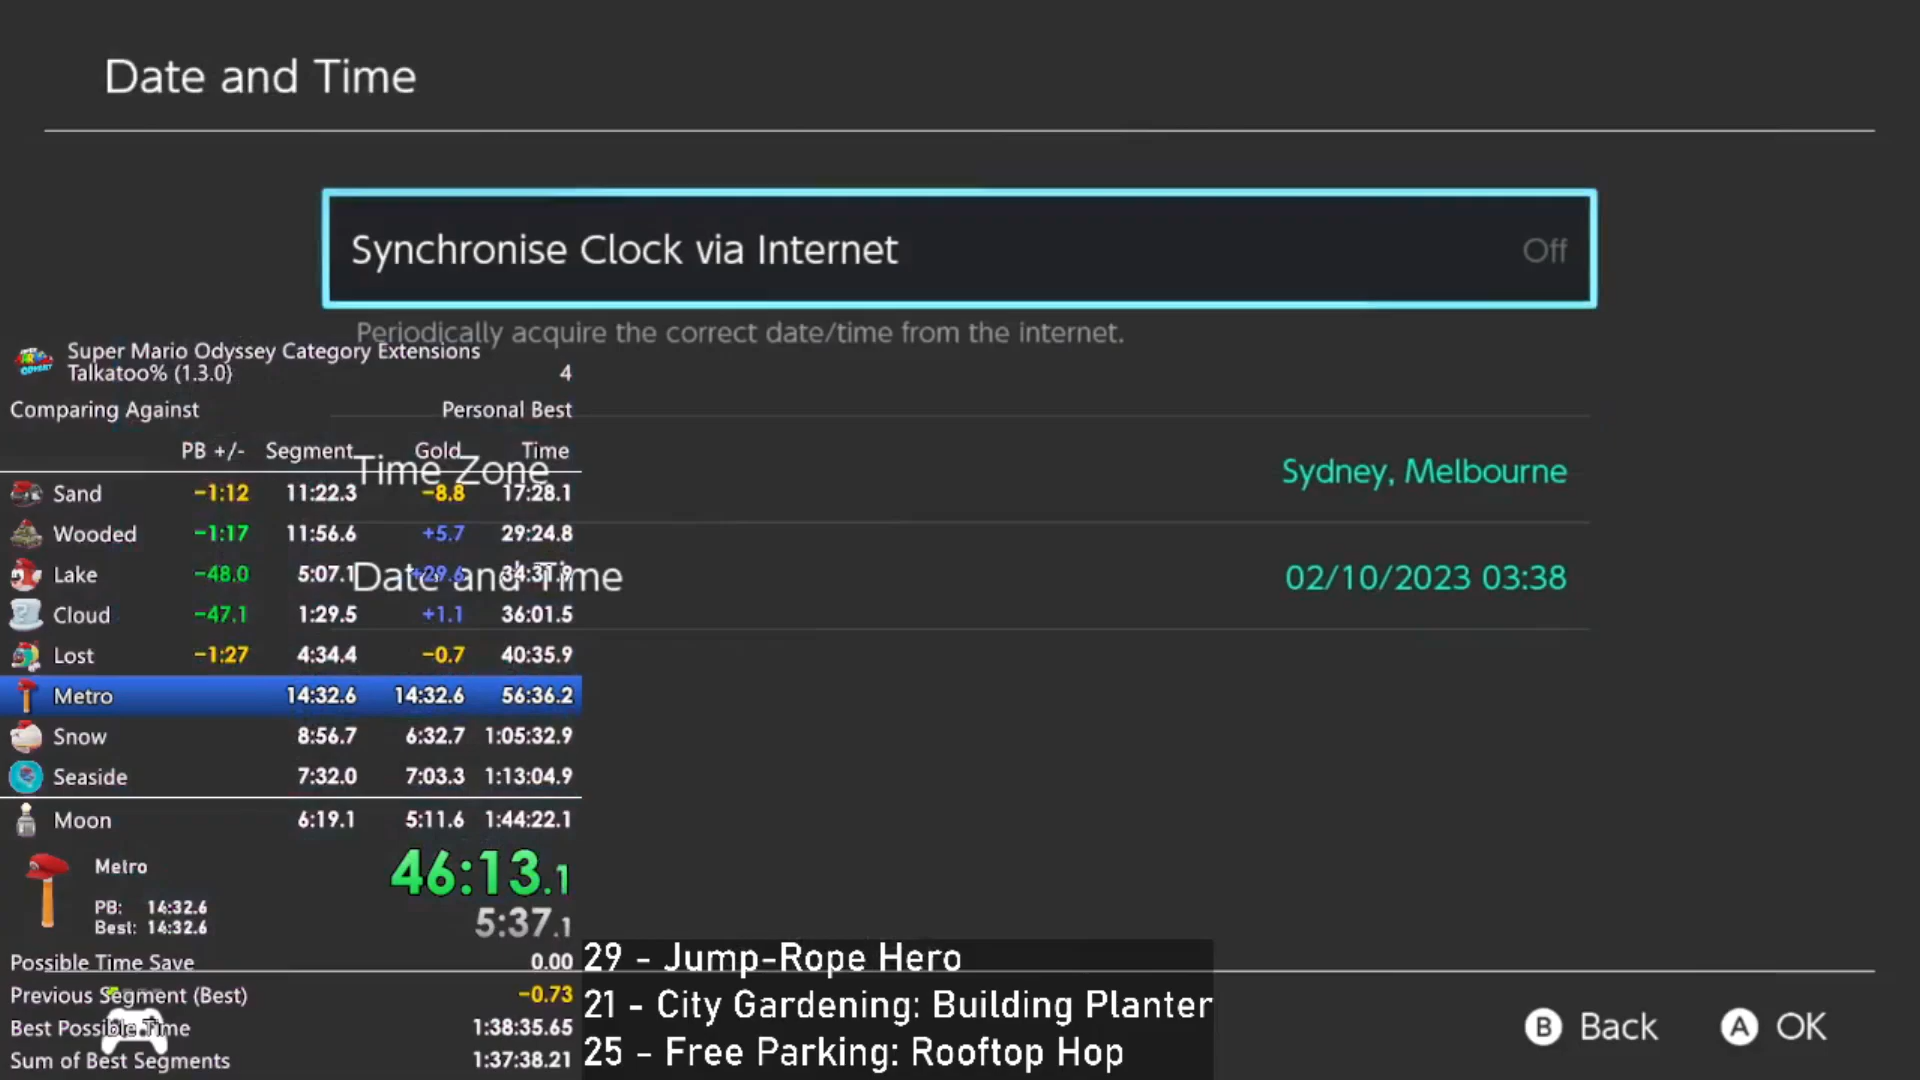 Date and Time
Synchronise Clock via Internet Off
Periodically acquire the correct date/time from the internet.
Time Zone Sydney, Melbourne
Date and Time 02/10/2023 03:38
Super Mario Odyssey Category Extensions
Talkatoo% (1.3.0) 4
Comparing Against Personal Best
PB +/- Segment Gold Time
Sand −1:12 11:22.3 −8.8 17:28.1
Wooded −1:17 11:56.6 +5.7 29:24.8
Lake −48.0 5:07.1 +29.6 34:31.9
Cloud −47.1 1:29.5 +1.1 36:01.5
Lost −1:27 4:34.4 −0.7 40:35.9
Metro 14:32.6 14:32.6 56:36.2
Snow 8:56.7 6:32.7 1:05:32.9
Seaside 7:32.0 7:03.3 1:13:04.9
Moon 6:19.1 5:11.6 1:44:22.1
Metro 46:13.1
PB: 14:32.6 5:37.1
Best: 14:32.6
Possible Time Save 0.00
Previous Segment (Best) −0.73
Best Possible Time 1:38:35.65
Sum of Best Segments 1:37:38.21
29 - Jump-Rope Hero
21 - City Gardening: Building Planter
25 - Free Parking: Rooftop Hop
B Back A OK